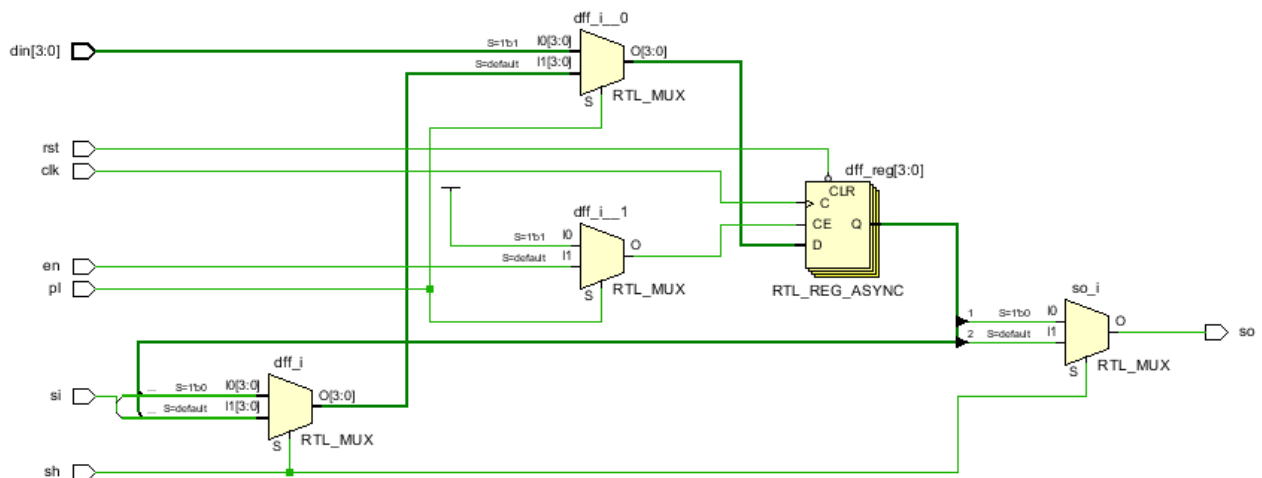 dff_i__0
din[3:0]
S=1'b1 I0[3:0]
S=default I1[3:0]
O[3:0]
S
RTL_MUX
rst
clk
dff_reg[3:0]
CLR
C
CE
Q
D
RTL_REG_ASYNC
dff_i__1
S=1'b1 I0
S=default I1
O
S
RTL_MUX
en
pl
so_i
1 S=1'b0 I0
2 S=default I1
O
S
RTL_MUX
so
dff_i
si
... S=1'b0 I0[3:0]
... S=default I1[3:0]
O[3:0]
S
RTL_MUX
sh